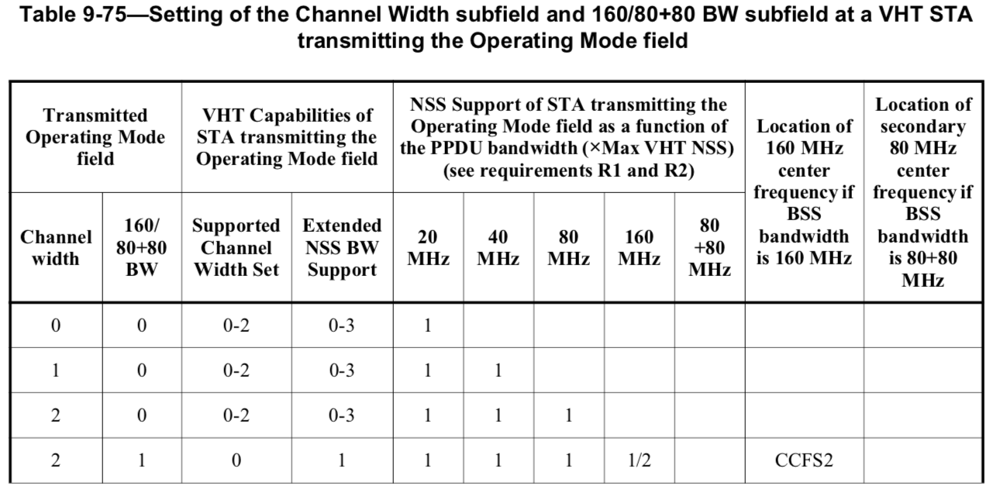 Table 9-75—Setting of the Channel Width subfield and 160/80+80 BW subfield at a VHT STA
transmitting the Operating Mode field
Transmitted
Operating Mode
field
VHT Capabilities of
STA transmitting the
Operating Mode field
NSS Support of STA transmitting the
Operating Mode field as a function of
the PPDU bandwidth (×Max VHT NSS)
(see requirements R1 and R2)
Location of
160 MHz
center
frequency if
BSS
bandwidth
is 160 MHz
Location of
secondary
80 MHz
center
frequency if
BSS
bandwidth
is 80+80
MHz
Channel
width
160/
80+80
BW
Supported
Channel
Width Set
Extended
NSS BW
Support
20
MHz
40
MHz
80
MHz
160
MHz
80
+80
MHz
0 0 0-2 0-3 1
1 0 0-2 0-3 1 1
2 0 0-2 0-3 1 1 1
2 1 0 1 1 1 1 1/2 CCFS2